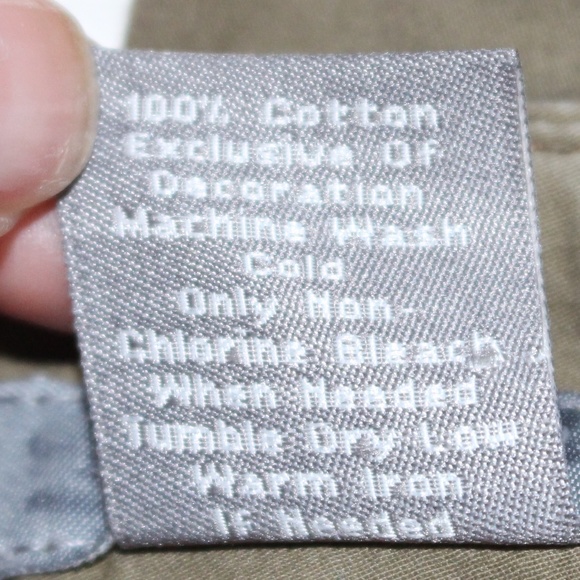 100% Cotton
Exclusive Of
Decoration
Machine Wash
Cold
Only Non-
Chlorine Bleach
When Needed
Tumble Dry Low
Warm Iron
If Needed